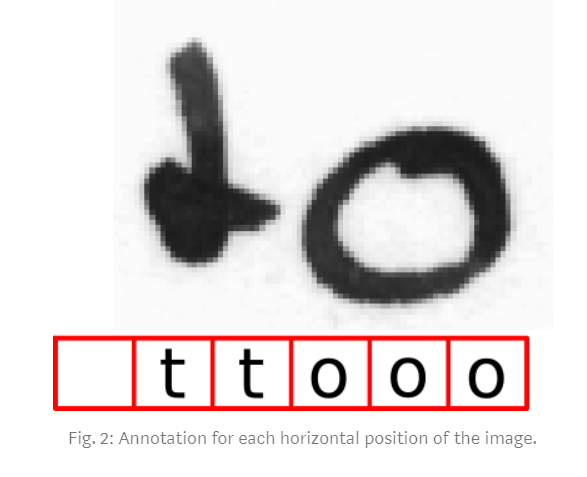 to
t t o o o
Fig. 2: Annotation for each horizontal position of the image.